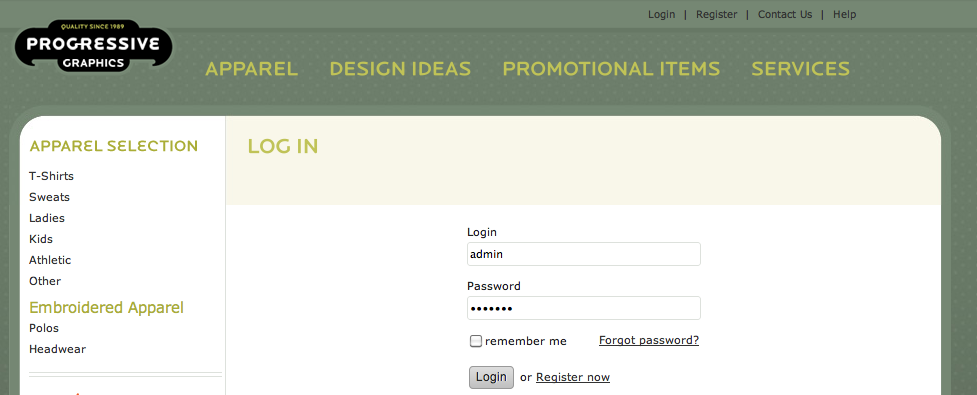 Login | Register | Contact Us | Help
QUALITY SINCE 1989
PROGRESSIVE
GRAPHICS
APPAREL DESIGN IDEAS PROMOTIONAL ITEMS SERVICES
APPAREL SELECTION
T-Shirts
Sweats
Ladies
Kids
Athletic
Other
Embroidered Apparel
Polos
Headwear
LOG IN
Login
admin
Password
•••••••
remember me Forgot password?
Login or Register now